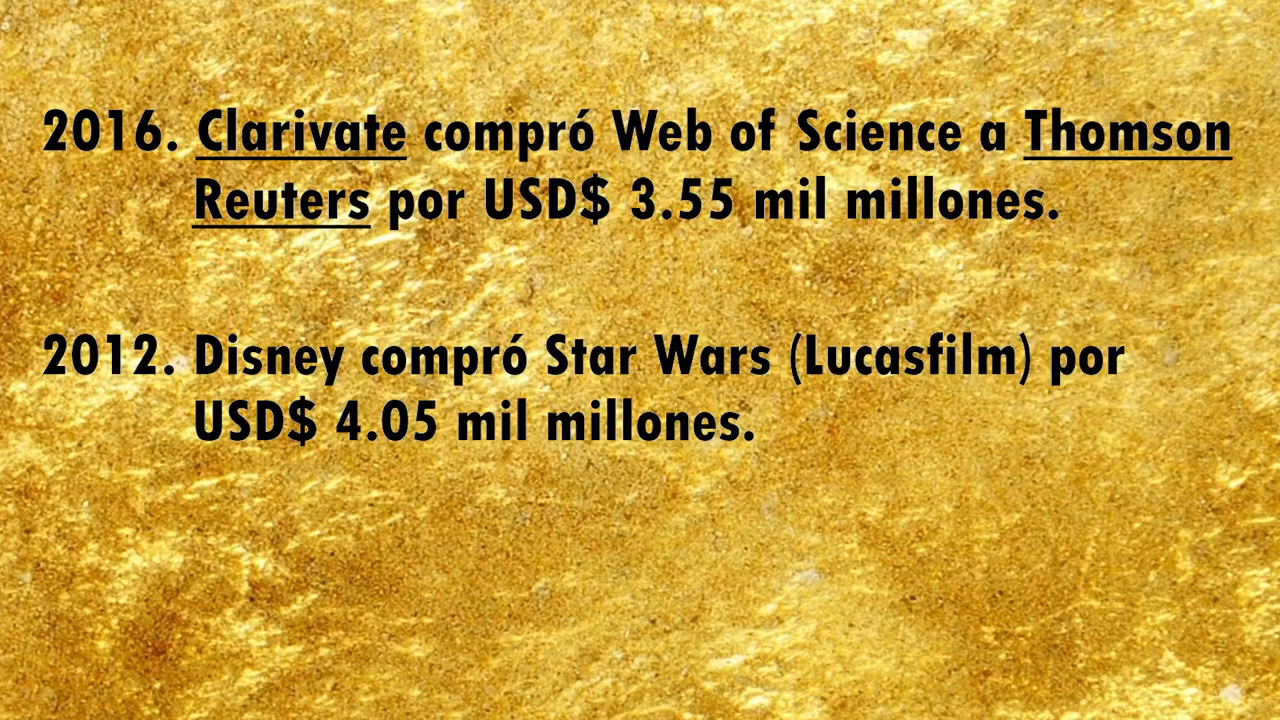 2016. Clarivate compró Web of Science a Thomson
Reuters por USD$ 3.55 mil millones.
2012. Disney compró Star Wars (Lucasfilm) por
USD$ 4.05 mil millones.